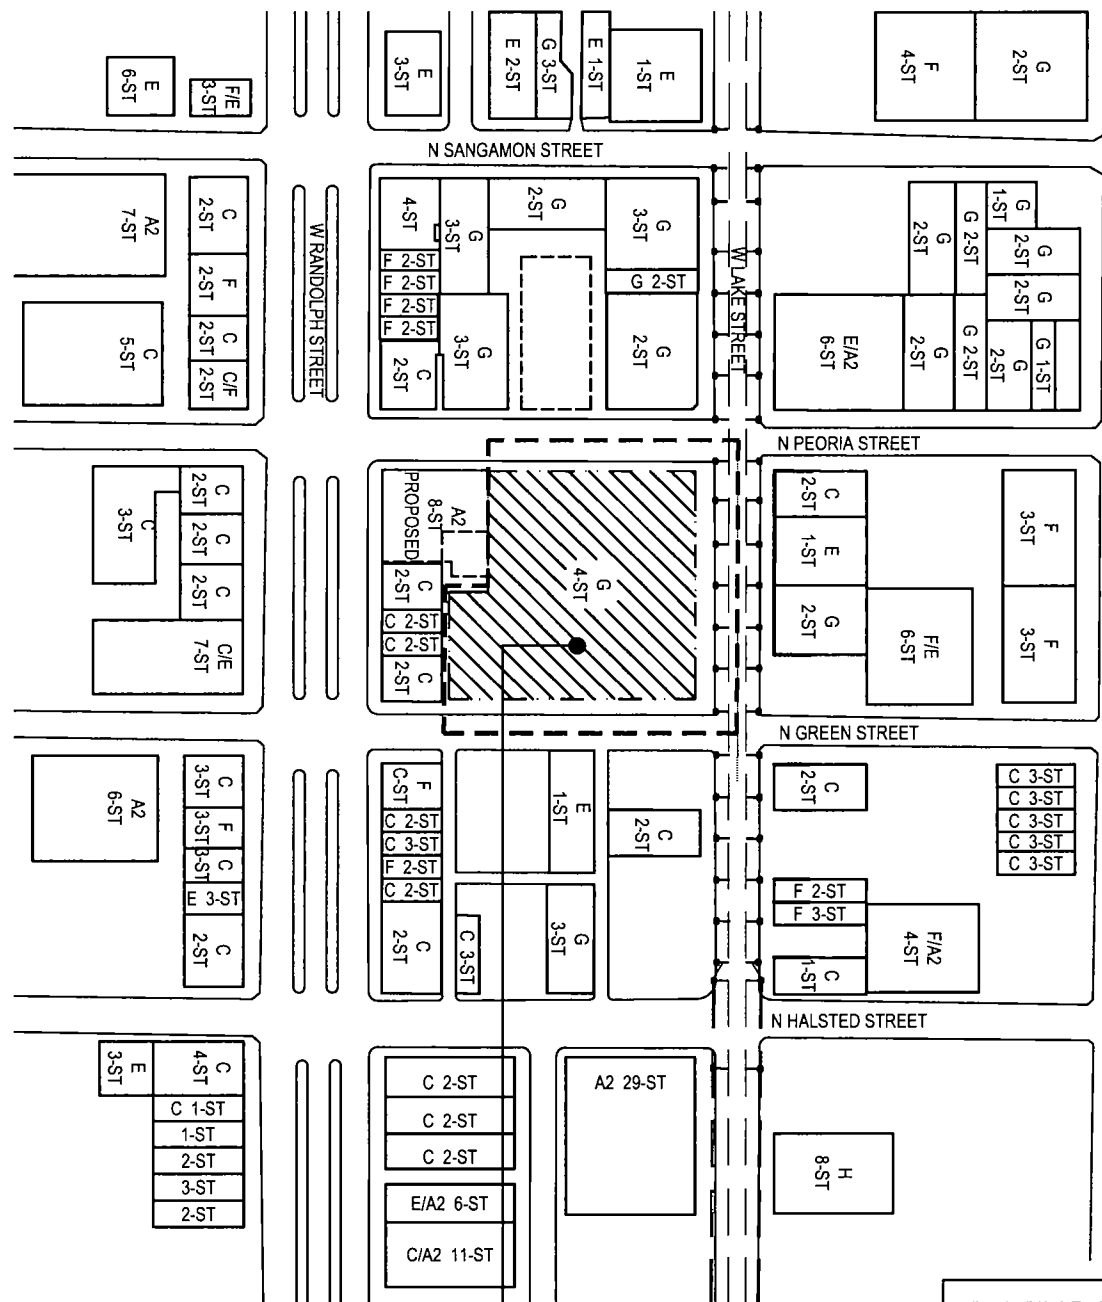 E
6-ST
F/E
3-ST
E
3-ST
E
2-ST
G
3-ST
E
1-ST
E
1-ST
F
4-ST
G
2-ST
N SANGAMON STREET
A2
7-ST
C
2-ST
F
2-ST
C
2-ST
C/F
2-ST
C
5-ST
W RANDOLPH STREET
4-ST
F 2-ST
F 2-ST
F 2-ST
F 2-ST
C
2-ST
G
3-ST
G
3-ST
G
2-ST
G
3-ST
G 2-ST
G
2-ST
W LAKE STREET
E/A2
6-ST
G
2-ST
G
2-ST
G
2-ST
G
2-ST
G
1-ST
G
2-ST
G
2-ST
G
2-ST
G
1-ST
N PEORIA STREET
C
3-ST
C
2-ST
C
2-ST
C
2-ST
C/E
7-ST
A2
8-ST
PROPOSED
C
2-ST
C 2-ST
C 2-ST
C
2-ST
G
4-ST
C
2-ST
E
1-ST
G
2-ST
F/E
6-ST
F
3-ST
F
3-ST
N GREEN STREET
A2
6-ST
C
3-ST
F
3-ST
C
3-ST
E 3-ST
C
2-ST
F
C-ST
C 2-ST
C 3-ST
F 2-ST
C 2-ST
C
2-ST
E
1-ST
C
2-ST
C 3-ST
G
3-ST
C
2-ST
C 3-ST
C 3-ST
C 3-ST
C 3-ST
C 3-ST
F 2-ST
F 3-ST
F/A2
4-ST
C
1-ST
N HALSTED STREET
E
3-ST
C
4-ST
C 1-ST
1-ST
2-ST
3-ST
2-ST
C 2-ST
C 2-ST
C 2-ST
E/A2 6-ST
C/A2 11-ST
A2 29-ST
H
8-ST